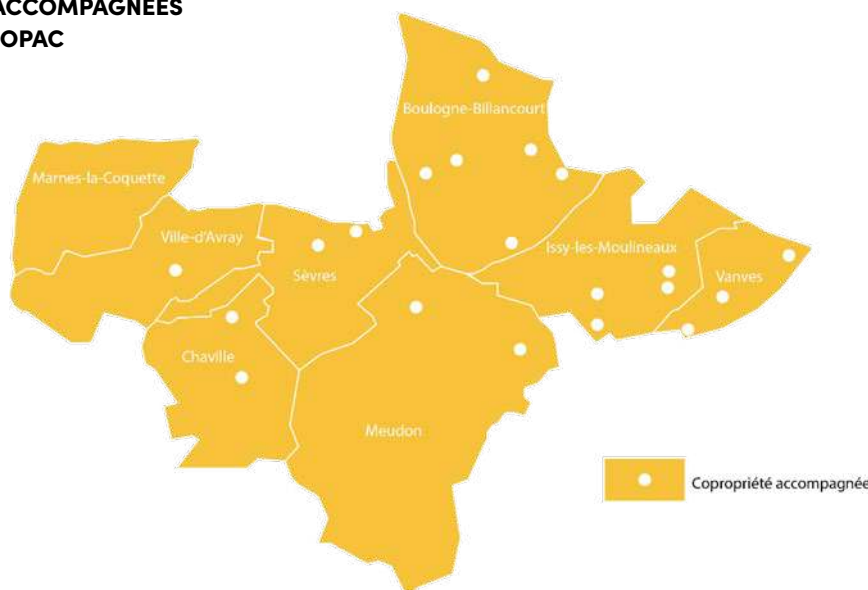 ACCOMPAGNÉES
OPAC
Boulogne-Billancourt
Marnes-la-Coquette
Ville-d'Avray
Issy-les-Moulineaux
Sèvres
Vanves
Chaville
Meudon
Copropriété accompagnée